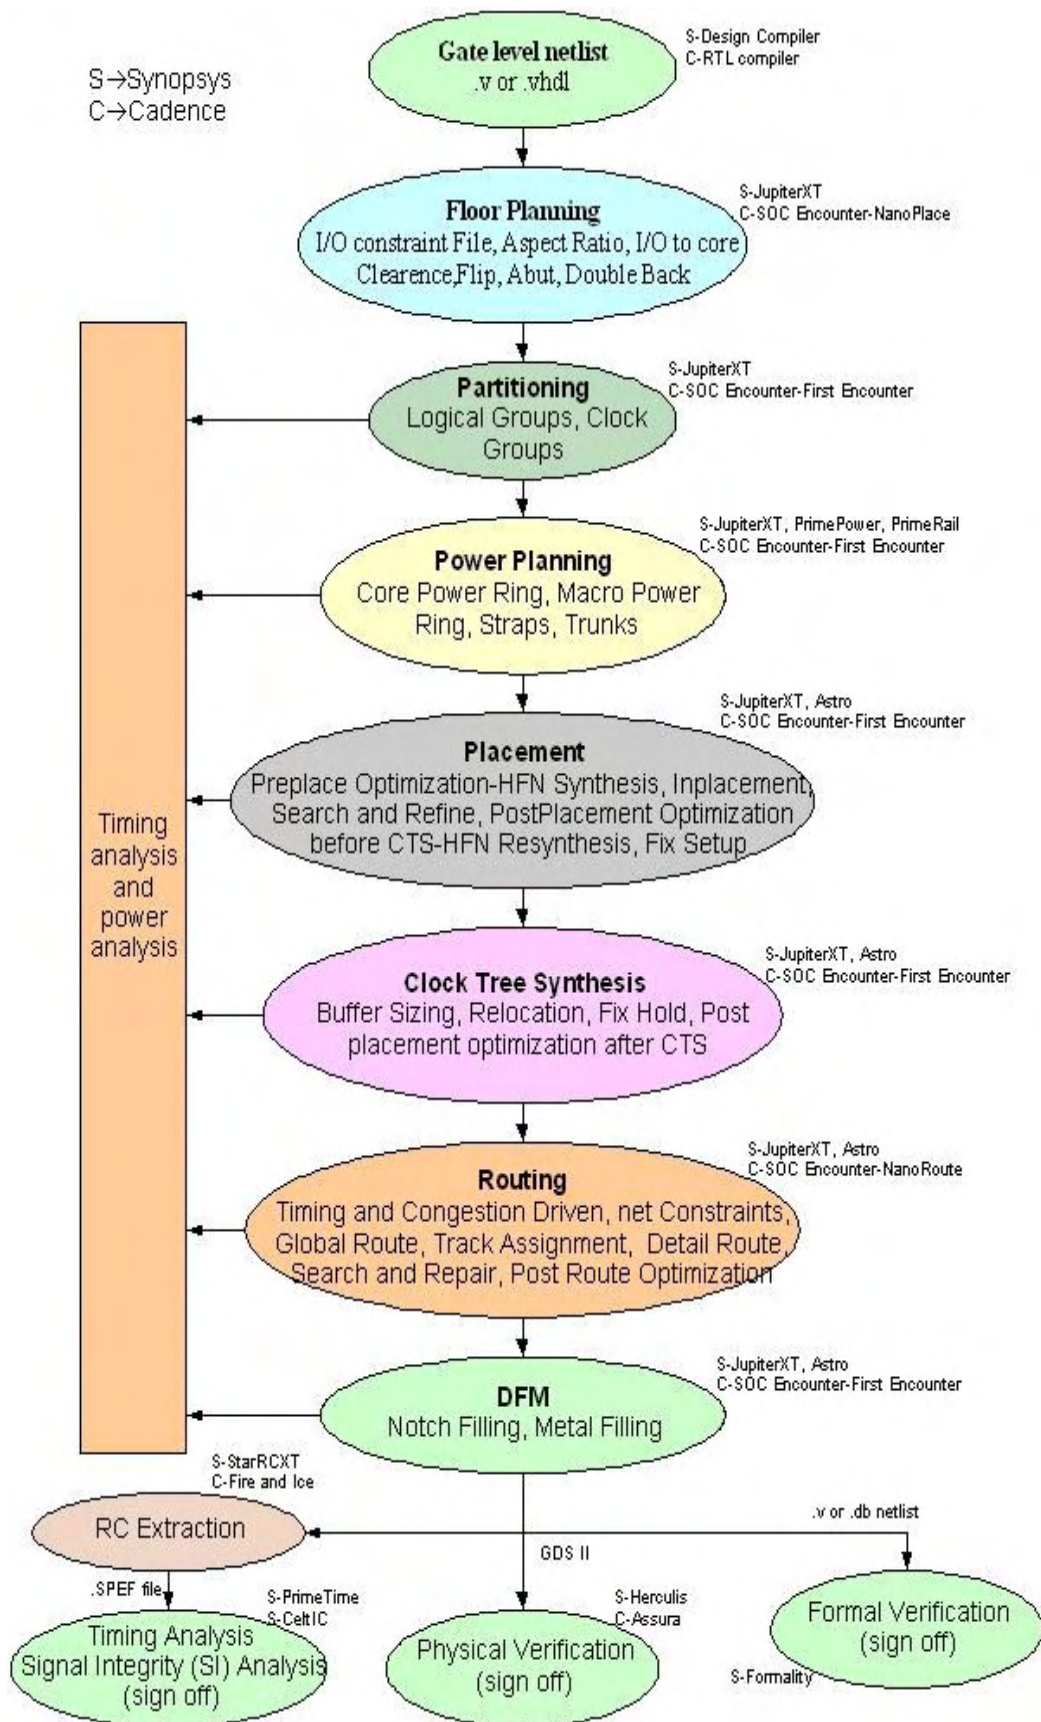 S-Design Compiler
C-RTL compiler
Gate level netlist
.v or .vhdl
S→Synopsys
C→Cadence
S-JupiterXT
C-SOC Encounter-NanoPlace
Floor Planning
I/O constraint File, Aspect Ratio, I/O to core
Clearence,Flip, Abut, Double Back
S-JupiterXT
C-SOC Encounter-First Encounter
Partitioning
Logical Groups, Clock
Groups
S-JupiterXT, PrimePower, PrimeRail
C-SOC Encounter-First Encounter
Power Planning
Core Power Ring, Macro Power
Ring, Straps, Trunks
S-JupiterXT, Astro
C-SOC Encounter-First Encounter
Placement
Preplace Optimization-HFN Synthesis, Inplacement,
Search and Refine, PostPlacement Optimization
before CTS-HFN Resynthesis, Fix Setup
Timing
analysis
and
power
analysis
S-JupiterXT, Astro
C-SOC Encounter-First Encounter
Clock Tree Synthesis
Buffer Sizing, Relocation, Fix Hold, Post
placement optimization after CTS
S-JupiterXT, Astro
C-SOC Encounter-NanoRoute
Routing
Timing and Congestion Driven, net Constraints,
Global Route, Track Assignment, Detail Route,
Search and Repair, Post Route Optimization
S-JupiterXT, Astro
C-SOC Encounter-First Encounter
DFM
Notch Filling, Metal Filling
S-StarRCXT
C-Fire and Ice
RC Extraction
.v or .db netlist
GDS II
.SPEF file
S-PrimeTime
S-CeltIC
Timing Analysis
Signal Integrity (SI) Analysis
(sign off)
S-Herculis
C-Assura
Physical Verification
(sign off)
Formal Verification
(sign off)
S-Formality